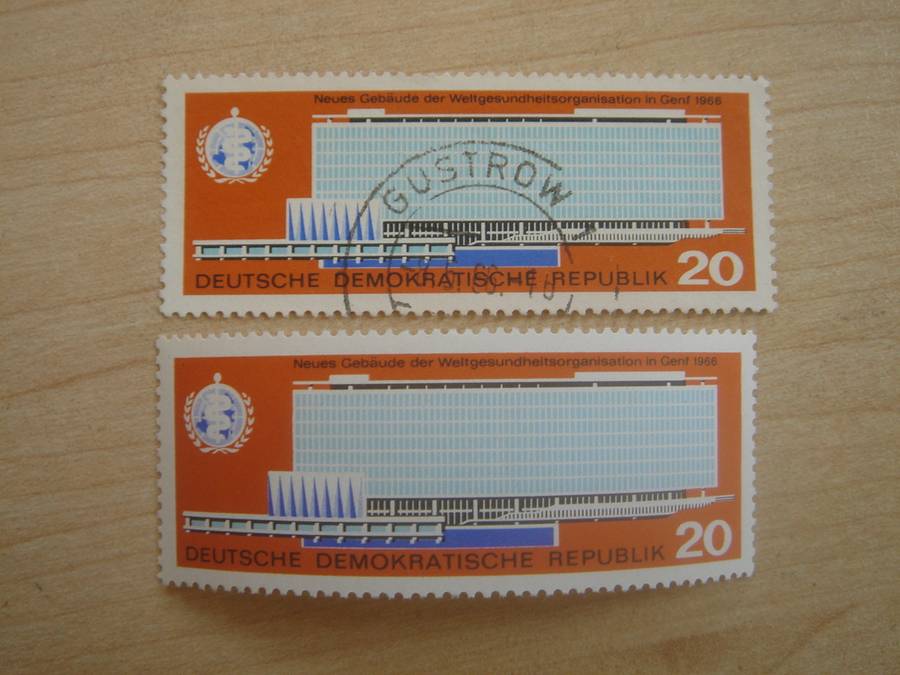 Neues Gebäude der Weltgesundheitsorganisation in Genf 1966
GUSTROW
DEUTSCHE DEMOKRATISCHE REPUBLIK 20
Neues Gebäude der Weltgesundheitsorganisation in Genf 1966
DEUTSCHE DEMOKRATISCHE REPUBLIK 20